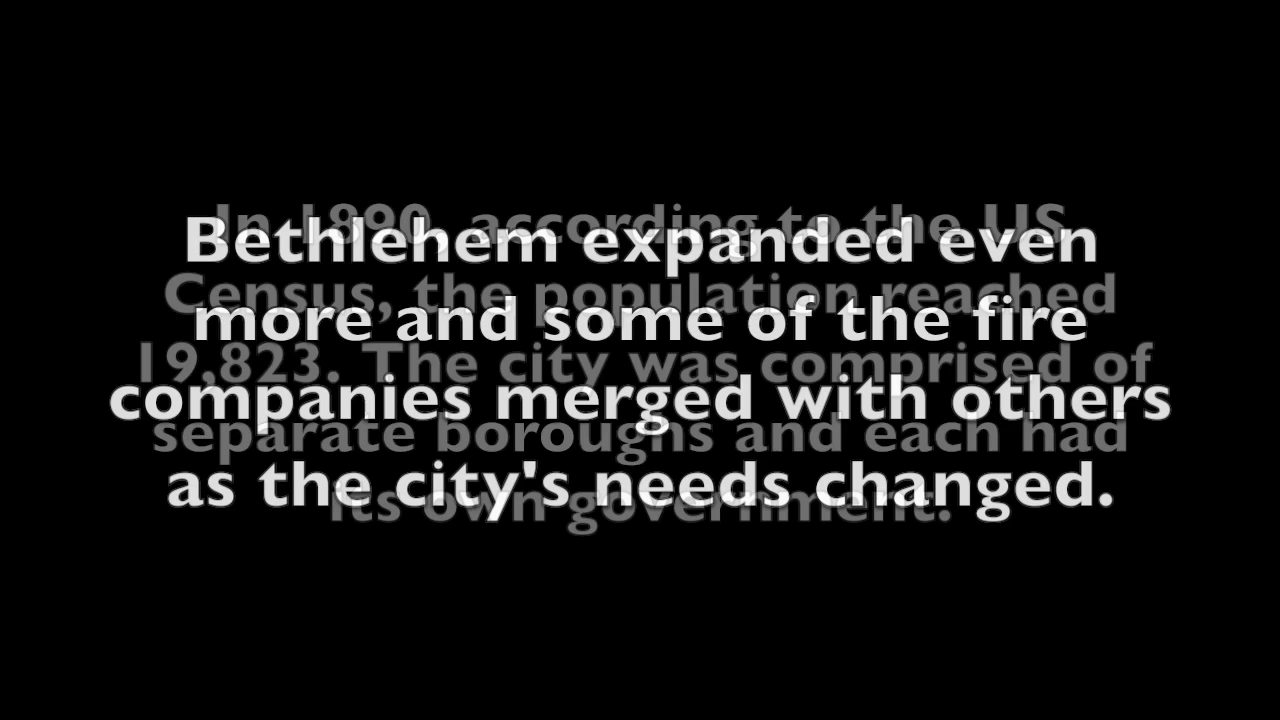 Bethlehem expanded even
more and some of the fire
companies merged with others
as the city's needs changed.
In 1890, according to the US
Census, the population reached
19,823. The city was comprised of
separate boroughs and each had
its own government.